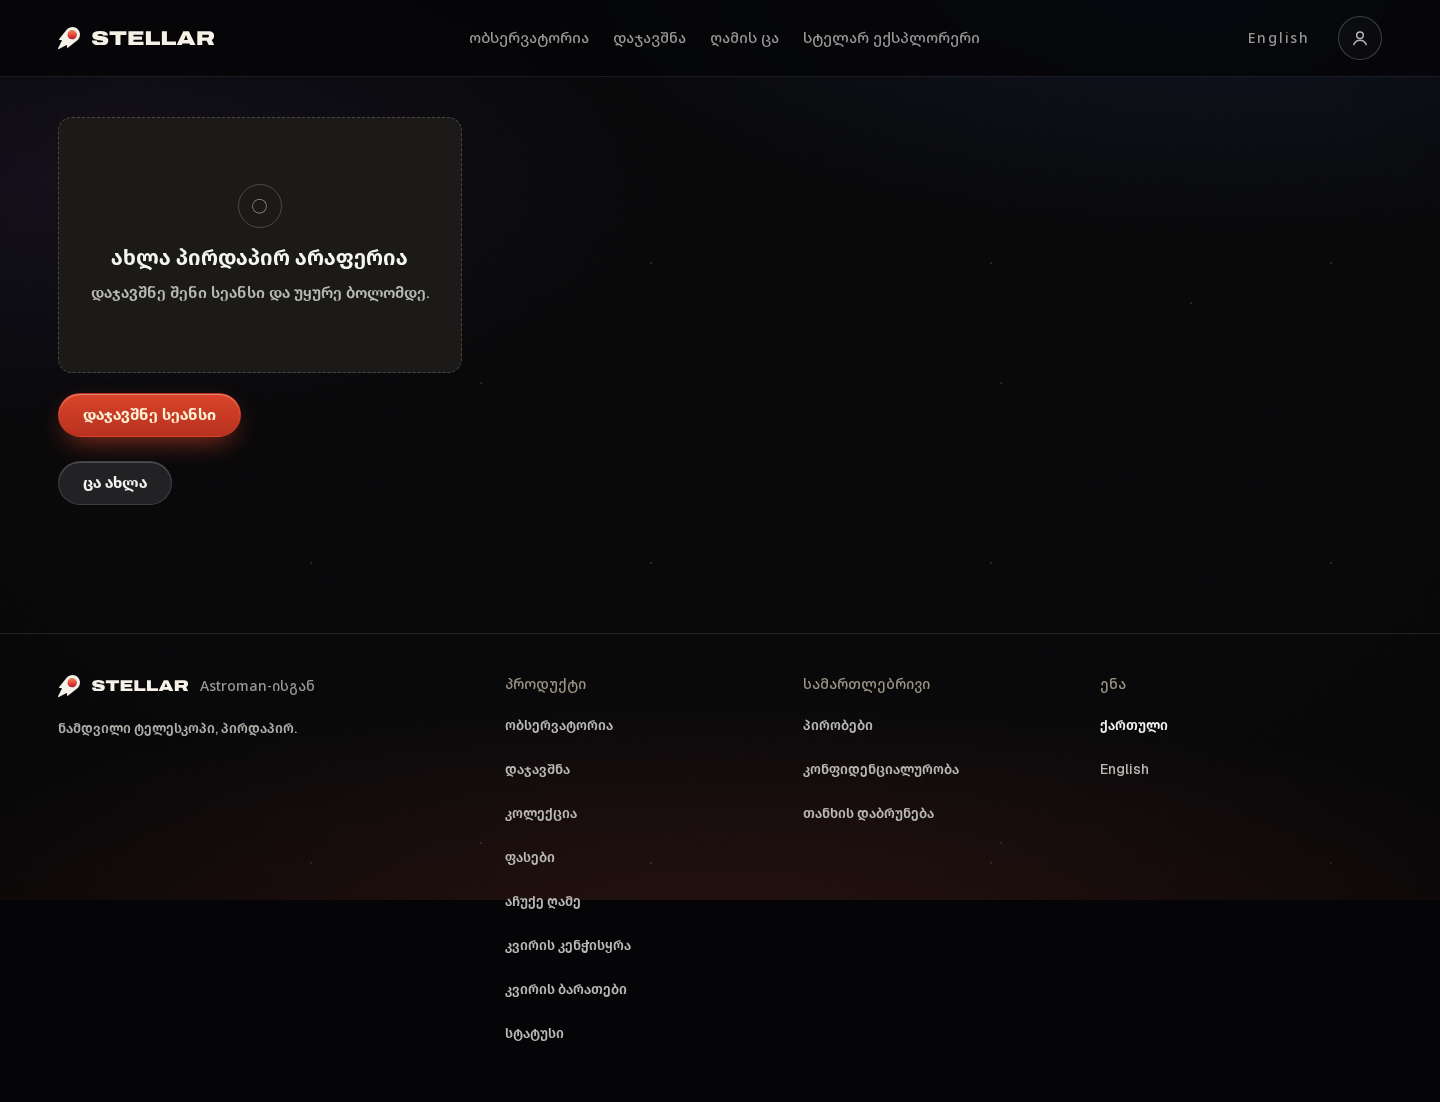 STELLAR
ობსერვატორია
დაჯავშნა
ღამის ცა
სტელარ ექსპლორერი
English
ახლა პირდაპირ არაფერია
დაჯავშნე შენი სეანსი და უყურე ბოლომდე.
დაჯავშნე სეანსი
ცა ახლა
STELLAR Astroman-ისგან
ნამდვილი ტელესკოპი, პირდაპირ.
პროდუქტი
ობსერვატორია
დაჯავშნა
კოლექცია
ფასები
აჩუქე ღამე
კვირის კენჭისყრა
კვირის ბარათები
სტატუსი
სამართლებრივი
პირობები
კონფიდენციალურობა
თანხის დაბრუნება
ენა
ქართული
English